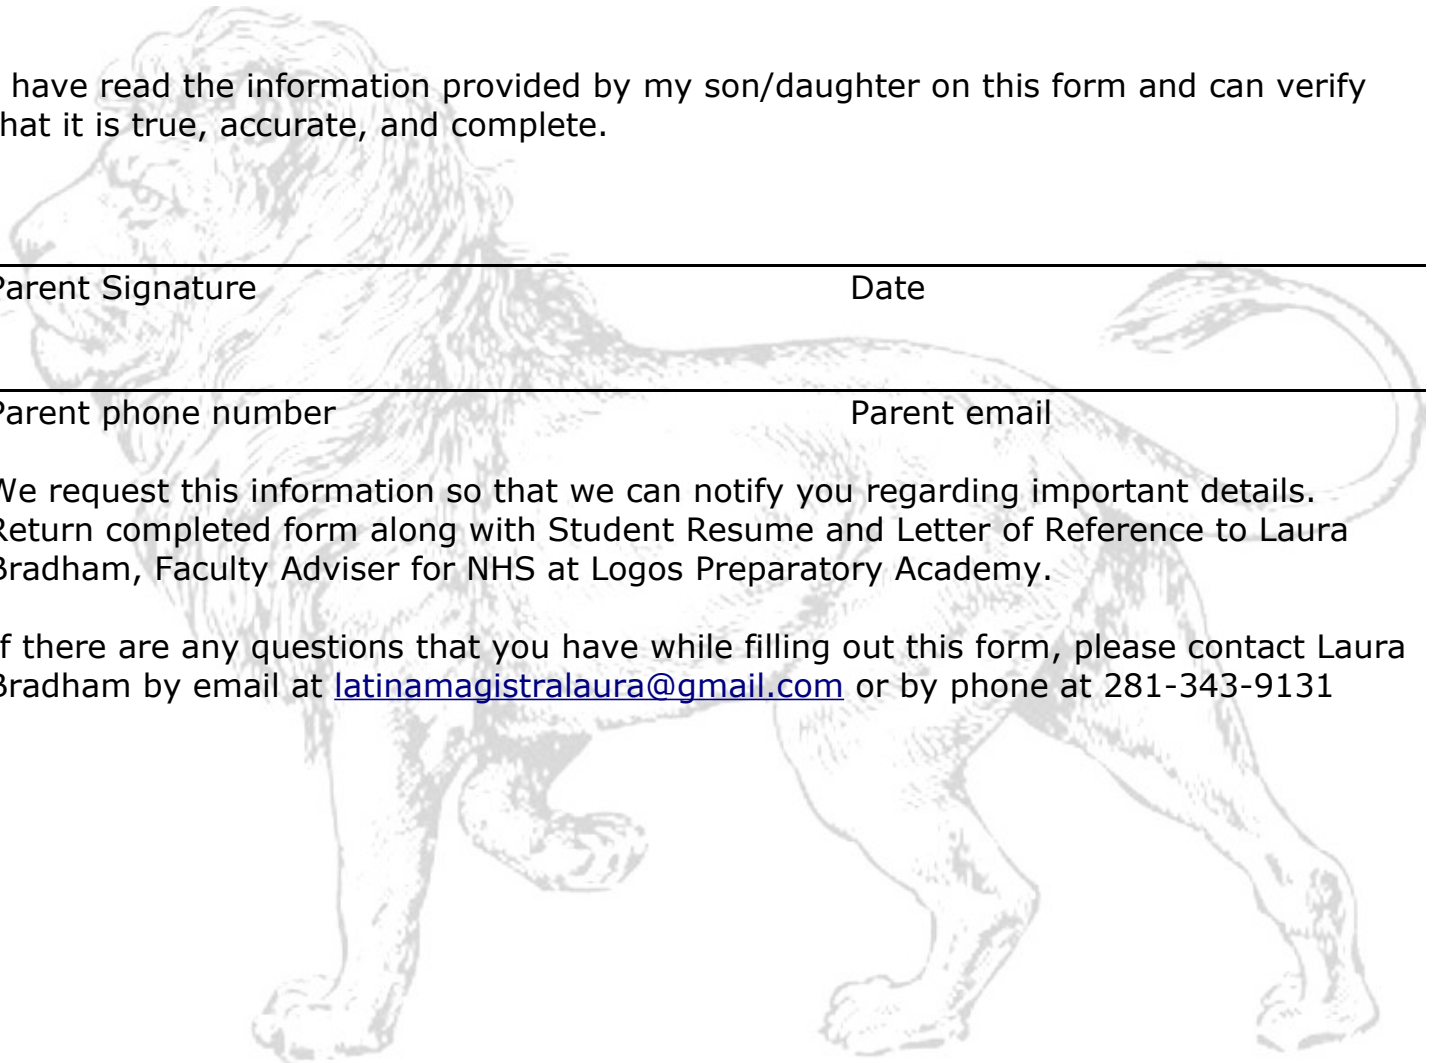 I have read the information provided by my son/daughter on this form and can verify
that it is true, accurate, and complete.
Parent Signature Date
Parent phone number Parent email
We request this information so that we can notify you regarding important details.
Return completed form along with Student Resume and Letter of Reference to Laura
Bradham, Faculty Adviser for NHS at Logos Preparatory Academy.
If there are any questions that you have while filling out this form, please contact Laura
Bradham by email at latinamagistralaura@gmail.com or by phone at 281-343-9131